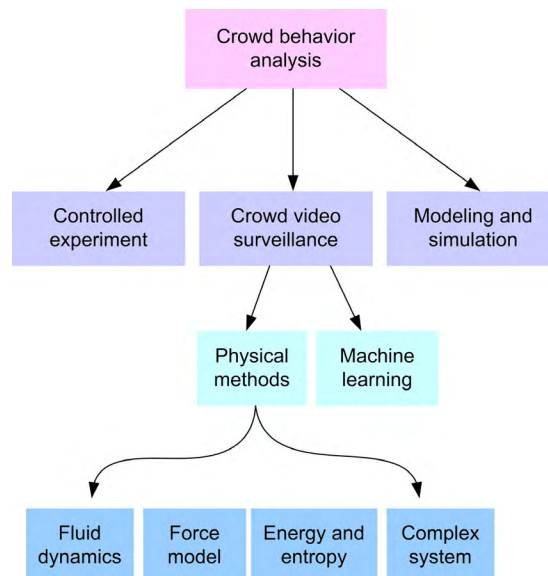 Crowd behavior
analysis
Controlled
experiment
Crowd video
surveillance
Modeling and
simulation
Physical
methods
Machine
learning
Fluid
dynamics
Force
model
Energy and
entropy
Complex
system